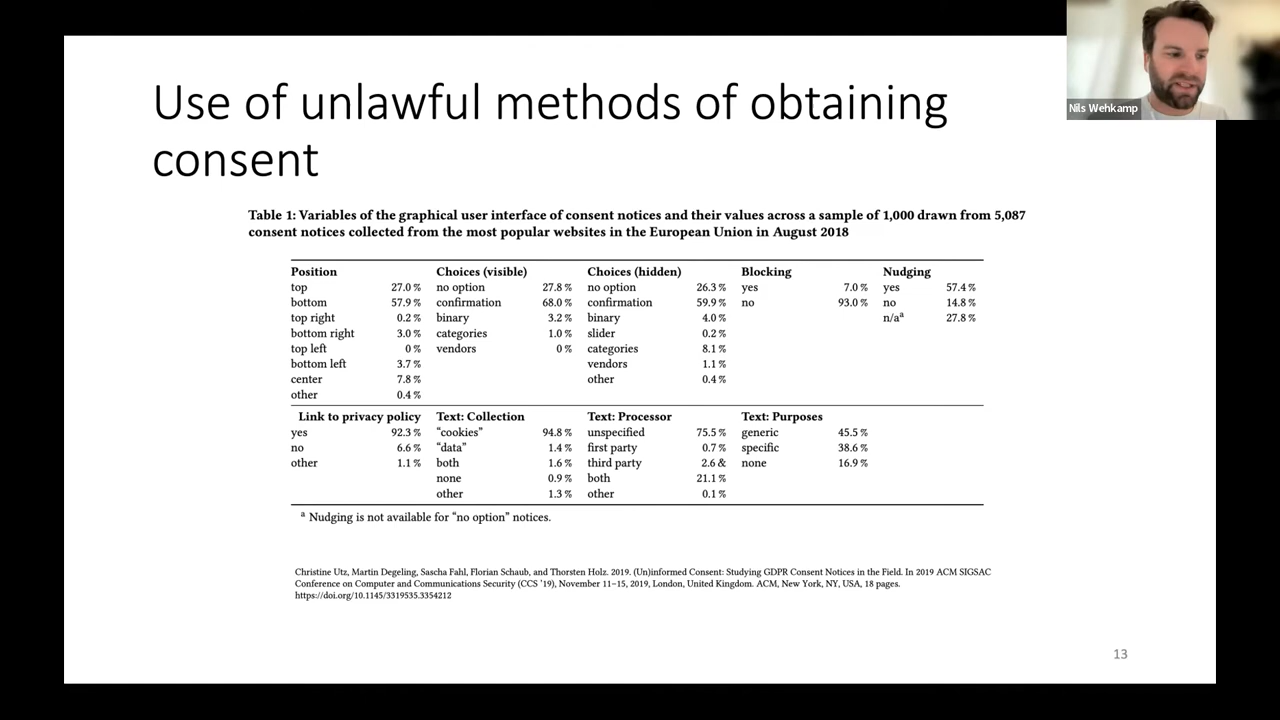 Use of unlawful methods of obtaining
consent
Nils Wehkamp
Table 1: Variables of the graphical user interface of consent notices and their values across a sample of 1,000 drawn from 5,087
consent notices collected from the most popular websites in the European Union in August 2018
Position Choices (visible) Choices (hidden) Blocking Nudging
top 27.0 % no option 27.8 % no option 26.3 % yes 7.0 % yes 57.4 %
bottom 57.9 % confirmation 68.0 % confirmation 59.9 % no 93.0 % no 14.8 %
top right 0.2 % binary 3.2 % binary 4.0 % n/aᵃ 27.8 %
bottom right 3.0 % categories 1.0 % slider 0.2 %
top left 0 % vendors 0 % categories 8.1 %
bottom left 3.7 % vendors 1.1 %
center 7.8 % other 0.4 %
other 0.4 %
Link to privacy policy Text: Collection Text: Processor Text: Purposes
yes 92.3 % “cookies” 94.8 % unspecified 75.5 % generic 45.5 %
no 6.6 % “data” 1.4 % first party 0.7 % specific 38.6 %
other 1.1 % both 1.6 % third party 2.6 & none 16.9 %
none 0.9 % both 21.1 %
other 1.3 % other 0.1 %
ᵃ Nudging is not available for “no option” notices.
Christine Utz, Martin Degeling, Sascha Fahl, Florian Schaub, and Thorsten Holz. 2019. (Un)informed Consent: Studying GDPR Consent Notices in the Field. In 2019 ACM SIGSAC
Conference on Computer and Communications Security (CCS ’19), November 11–15, 2019, London, United Kingdom. ACM, New York, NY, USA, 18 pages.
https://doi.org/10.1145/3319535.3354212
13